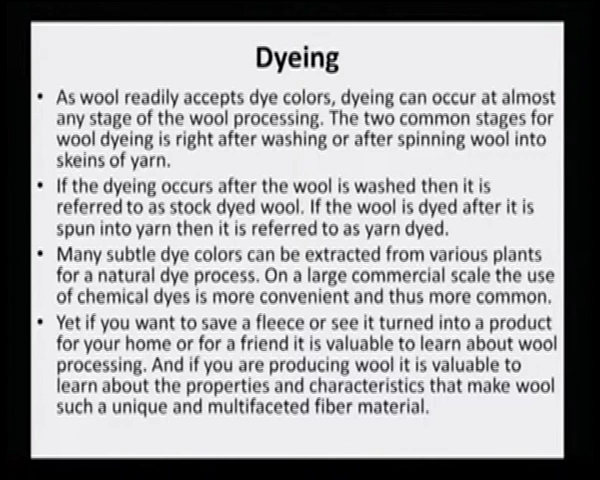 Dyeing
• As wool readily accepts dye colors, dyeing can occur at almost
any stage of the wool processing. The two common stages for
wool dyeing is right after washing or after spinning wool into
skeins of yarn.
• If the dyeing occurs after the wool is washed then it is
referred to as stock dyed wool. If the wool is dyed after it is
spun into yarn then it is referred to as yarn dyed.
• Many subtle dye colors can be extracted from various plants
for a natural dye process. On a large commercial scale the use
of chemical dyes is more convenient and thus more common.
• Yet if you want to save a fleece or see it turned into a product
for your home or for a friend it is valuable to learn about wool
processing. And if you are producing wool it is valuable to
learn about the properties and characteristics that make wool
such a unique and multifaceted fiber material.